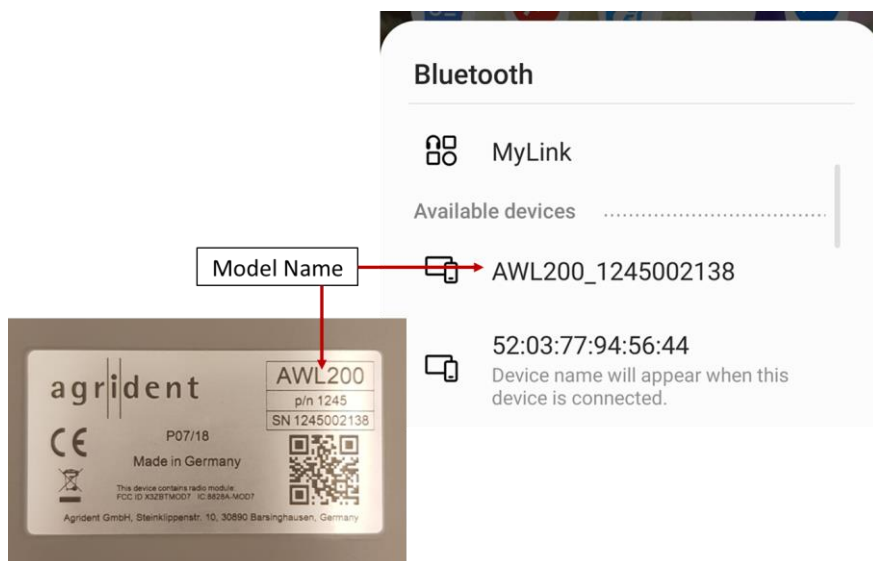 Bluetooth
MyLink
Available devices
Model Name
AWL200_1245002138
52:03:77:94:56:44
Device name will appear when this
device is connected.
agrident
AWL200
p/n 1245
SN 1245002138
CE
P07/18
Made in Germany
This device contains radio module:
FCC ID X3ZBTMOD7 IC:8828A-MOD7
Agrident GmbH, Steinklippenstr. 10, 30890 Barsinghausen, Germany